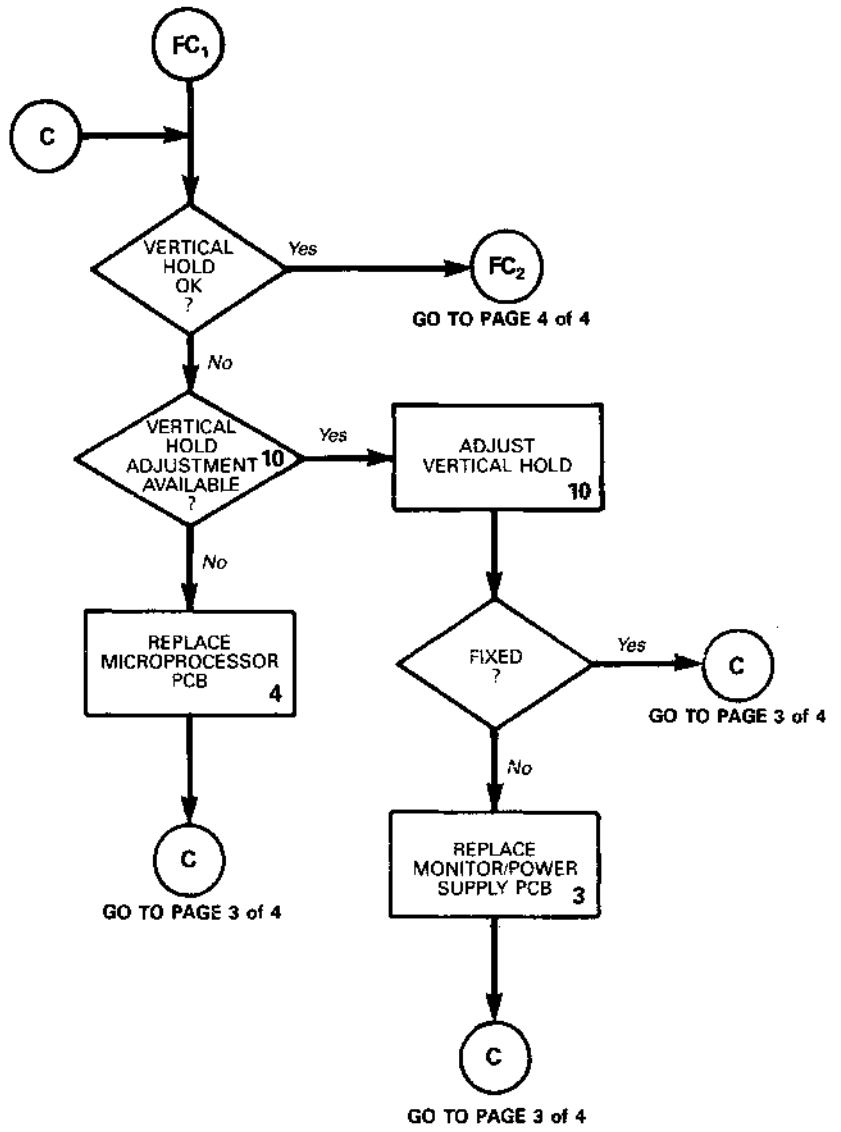 FC₁
C
VERTICAL
HOLD
OK
?
Yes
FC₂
GO TO PAGE 4 of 4
No
VERTICAL
HOLD
ADJUSTMENT 10
AVAILABLE
?
Yes
ADJUST
VERTICAL HOLD
10
No
REPLACE
MICROPROCESSOR
PCB
4
FIXED
?
Yes
C
GO TO PAGE 3 of 4
No
C
GO TO PAGE 3 of 4
REPLACE
MONITOR/POWER
SUPPLY PCB
3
C
GO TO PAGE 3 of 4